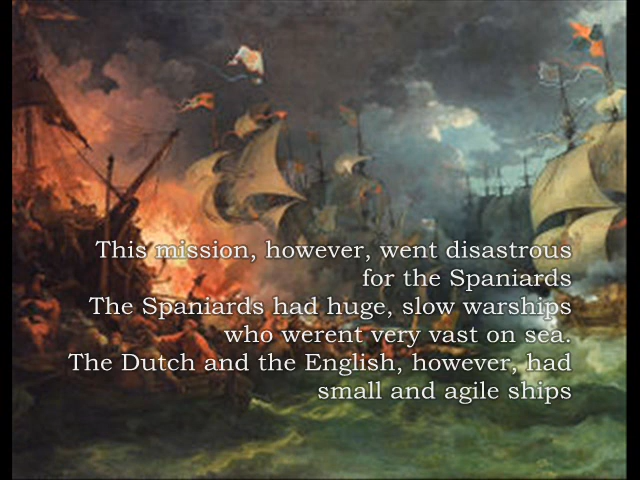 This mission, however, went disastrous
for the Spaniards
The Spaniards had huge, slow warships
who werent very vast on sea.
The Dutch and the English, however, had
small and agile ships